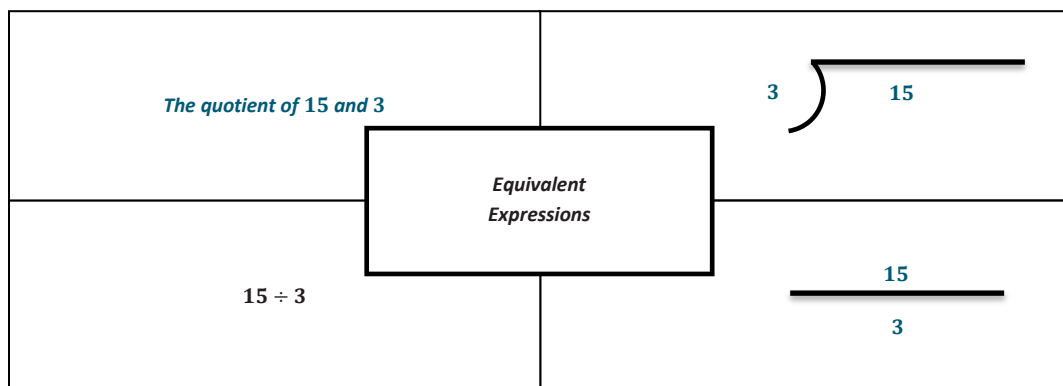 The quotient of 15 and 3
3 15
Equivalent
Expressions
15 ÷ 3
15
3